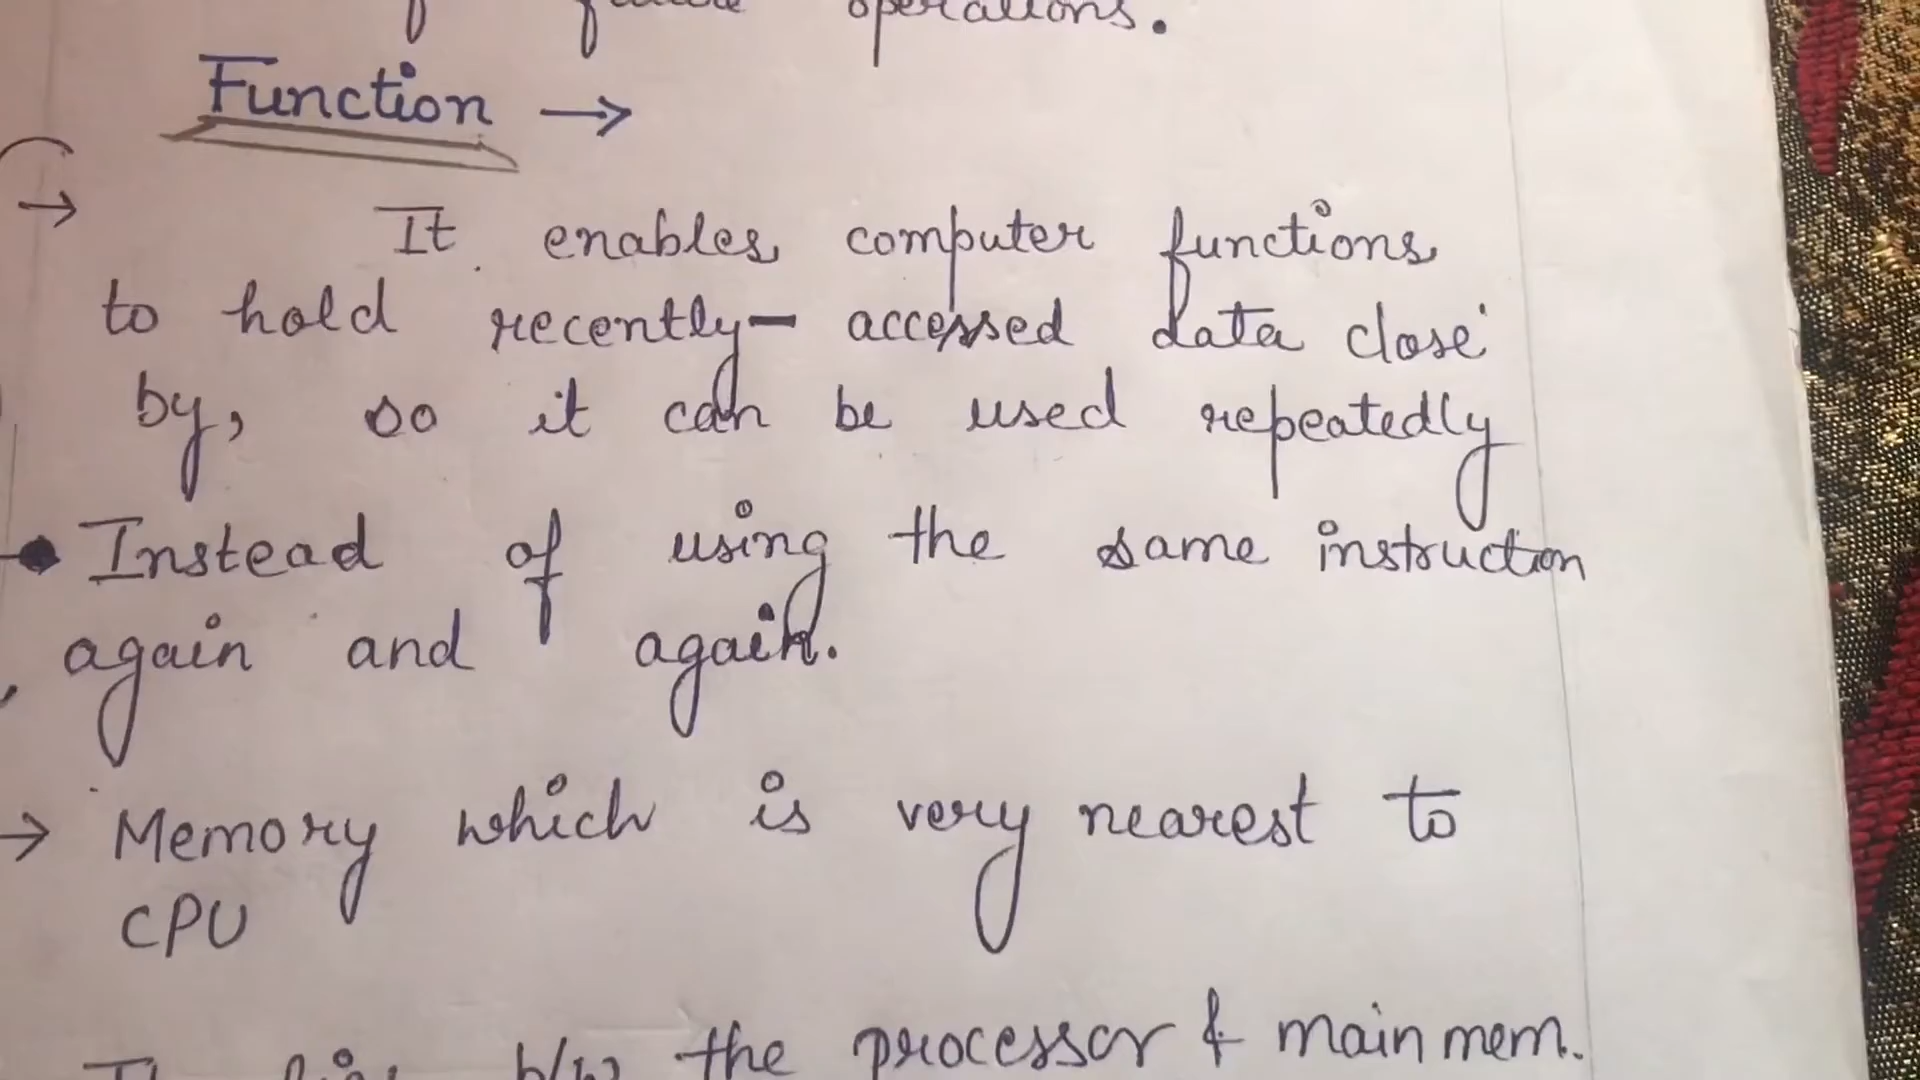 operations.
Function →
→ It enables computer functions
to hold recently- accessed data close
by, so it can be used repeatedly
• Instead of using the same instruction
again and again.
→ Memory which is very nearest to
CPU
b/w the processor & main mem.